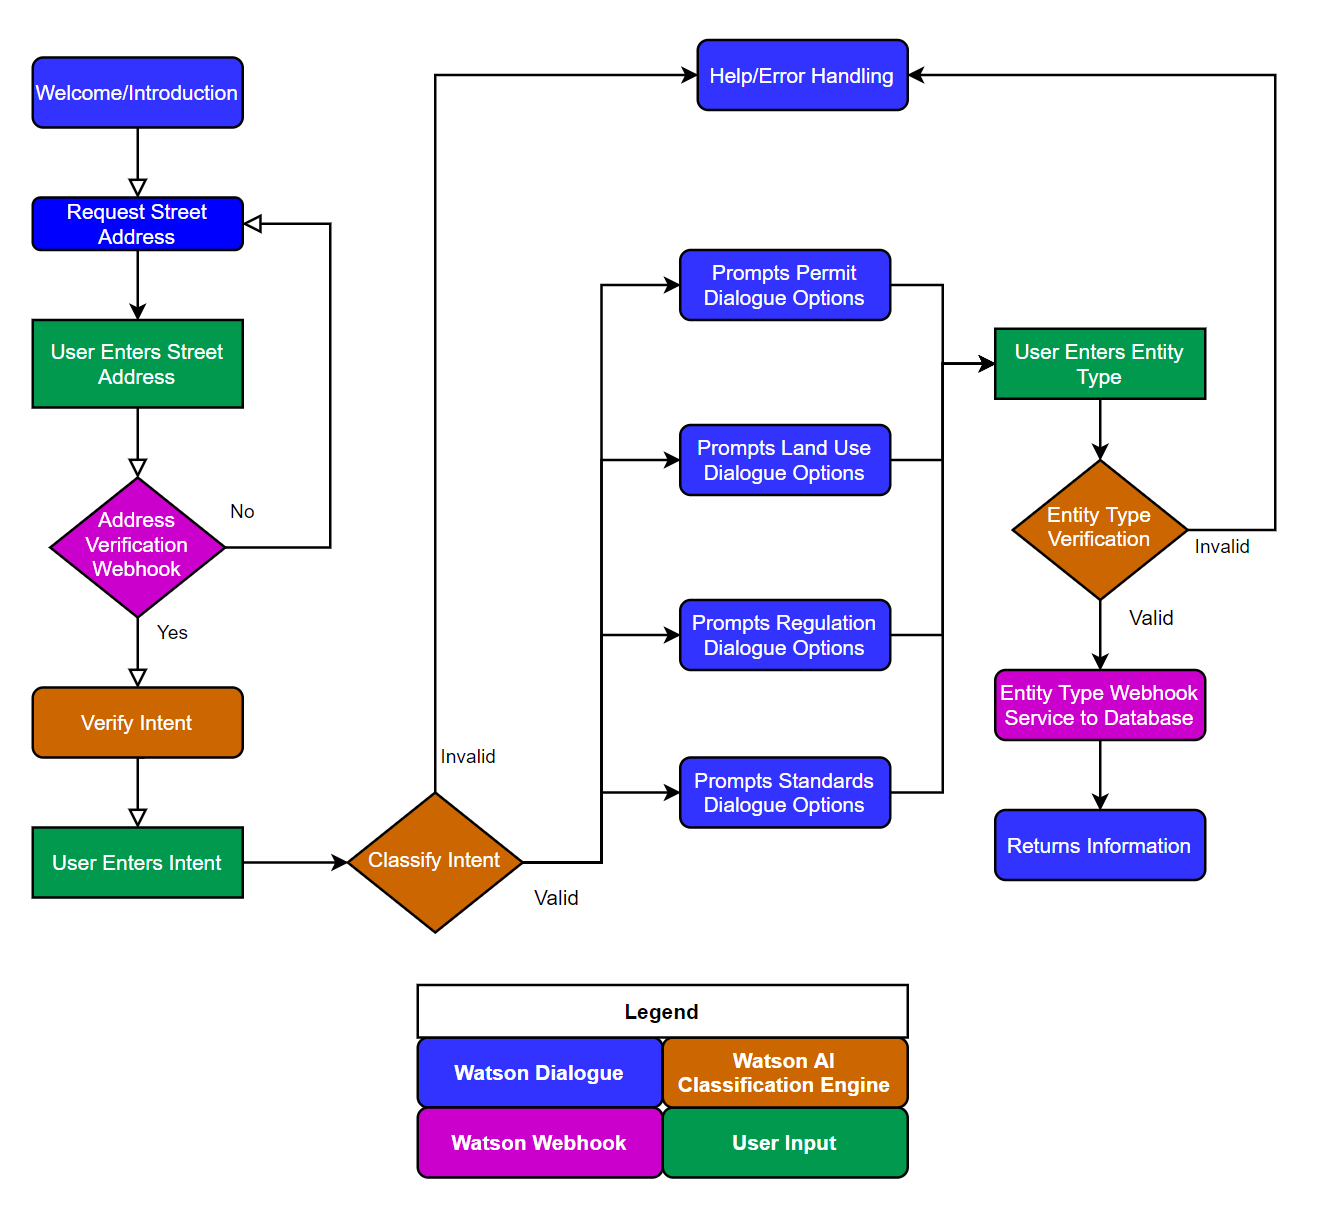 Welcome/Introduction
Request Street
Address
User Enters Street
Address
Address
Verification
Webhook
No
Yes
Verify Intent
User Enters Intent
Classify Intent
Invalid
Valid
Help/Error Handling
Prompts Permit
Dialogue Options
Prompts Land Use
Dialogue Options
Prompts Regulation
Dialogue Options
Prompts Standards
Dialogue Options
User Enters Entity
Type
Entity Type
Verification
Invalid
Valid
Entity Type Webhook
Service to Database
Returns Information
Legend
Watson Dialogue
Watson AI
Classification Engine
Watson Webhook
User Input